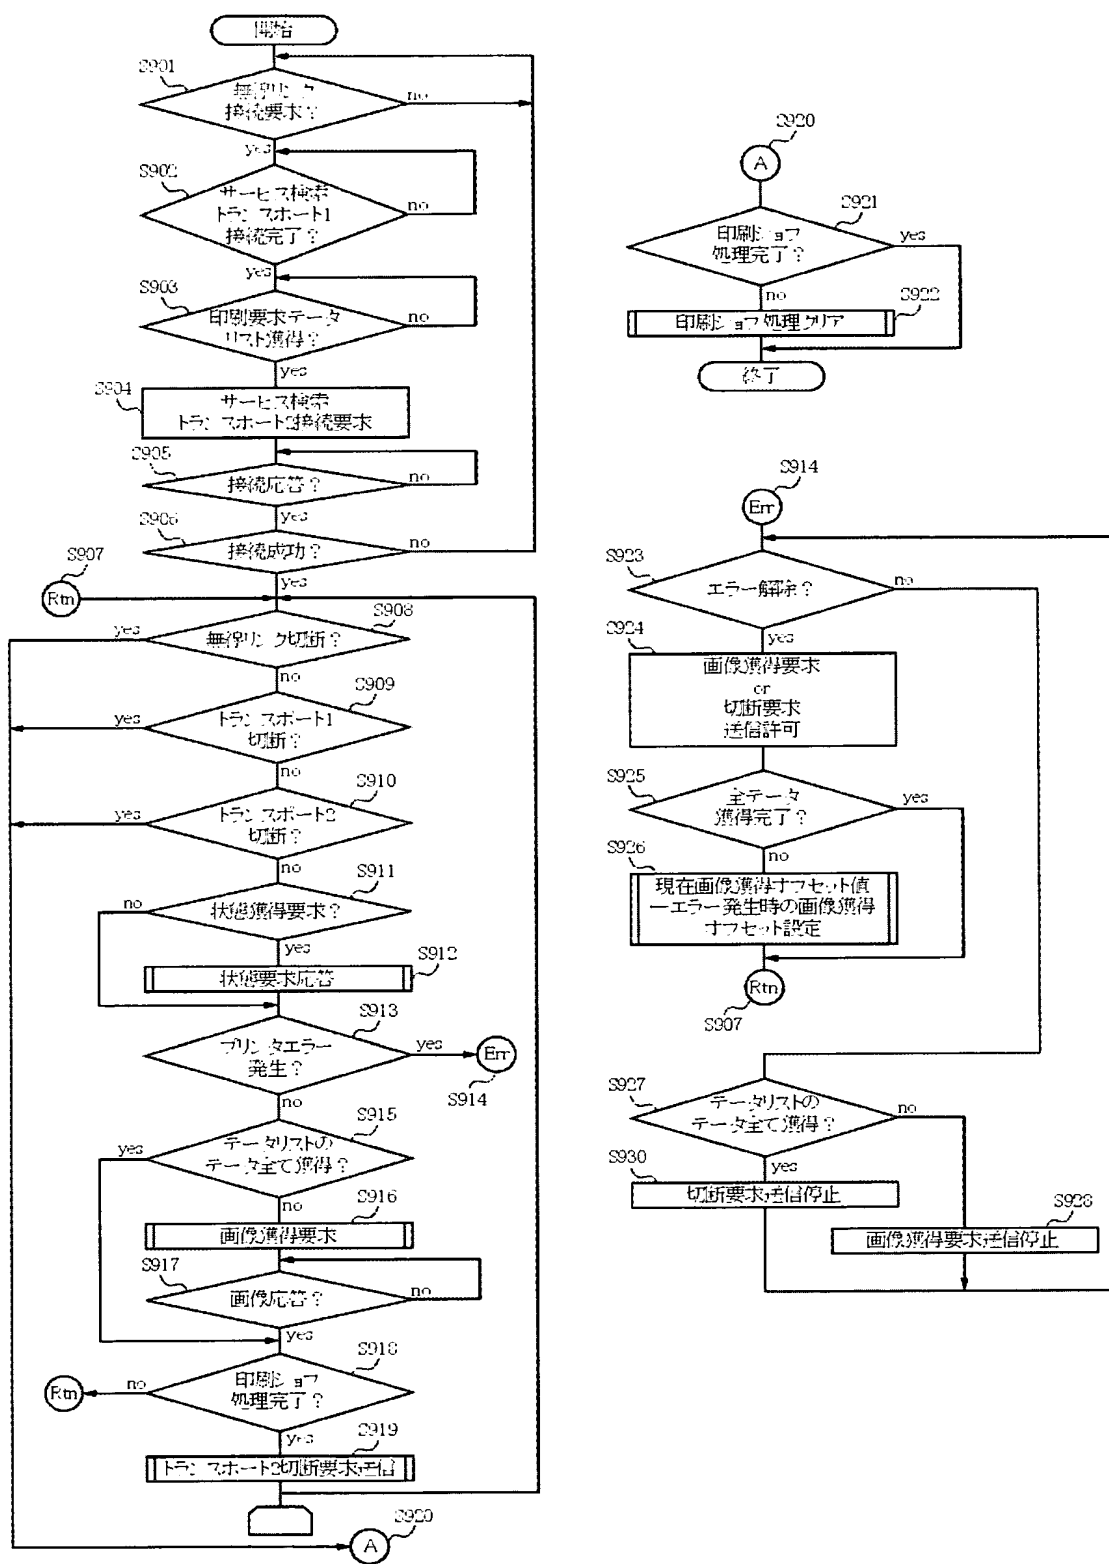 開始
S901
無線リンク
接続要求？
no
yes
S902
サービス検索
トランスポート1
接続完了？
no
yes
S903
印刷要求データ
リスト獲得？
no
yes
S904
サービス検索
トランスポート2接続要求
S905
接続応答？
no
yes
S906
接続成功？
no
yes
S907
Rtn
S908
無線リンク切断？
yes
no
S909
トランスポート1
切断？
yes
no
S910
トランスポート2
切断？
yes
no
S911
状態獲得要求？
no
yes
S912
状態要求応答
S913
プリンタエラー
発生？
yes
Err
S914
no
S915
データリストの
データ全て獲得？
yes
no
S916
画像獲得要求
S917
画像応答？
no
yes
S918
印刷ジョブ
処理完了？
no
Rtn
yes
S919
トランスポート2切断要求送信
S920
A
S920
A
S921
印刷ジョブ
処理完了？
yes
no
S922
印刷ジョブ処理クリア
終了
S914
Err
S923
エラー解除？
no
yes
S924
画像獲得要求
or
切断要求
送信許可
S925
全データ
獲得完了？
yes
no
S926
現在画像獲得オフセット値
－エラー発生時の画像獲得
オフセット設定
Rtn
S907
S927
データリストの
データ全て獲得？
no
yes
S930
切断要求送信停止
S928
画像獲得要求送信停止